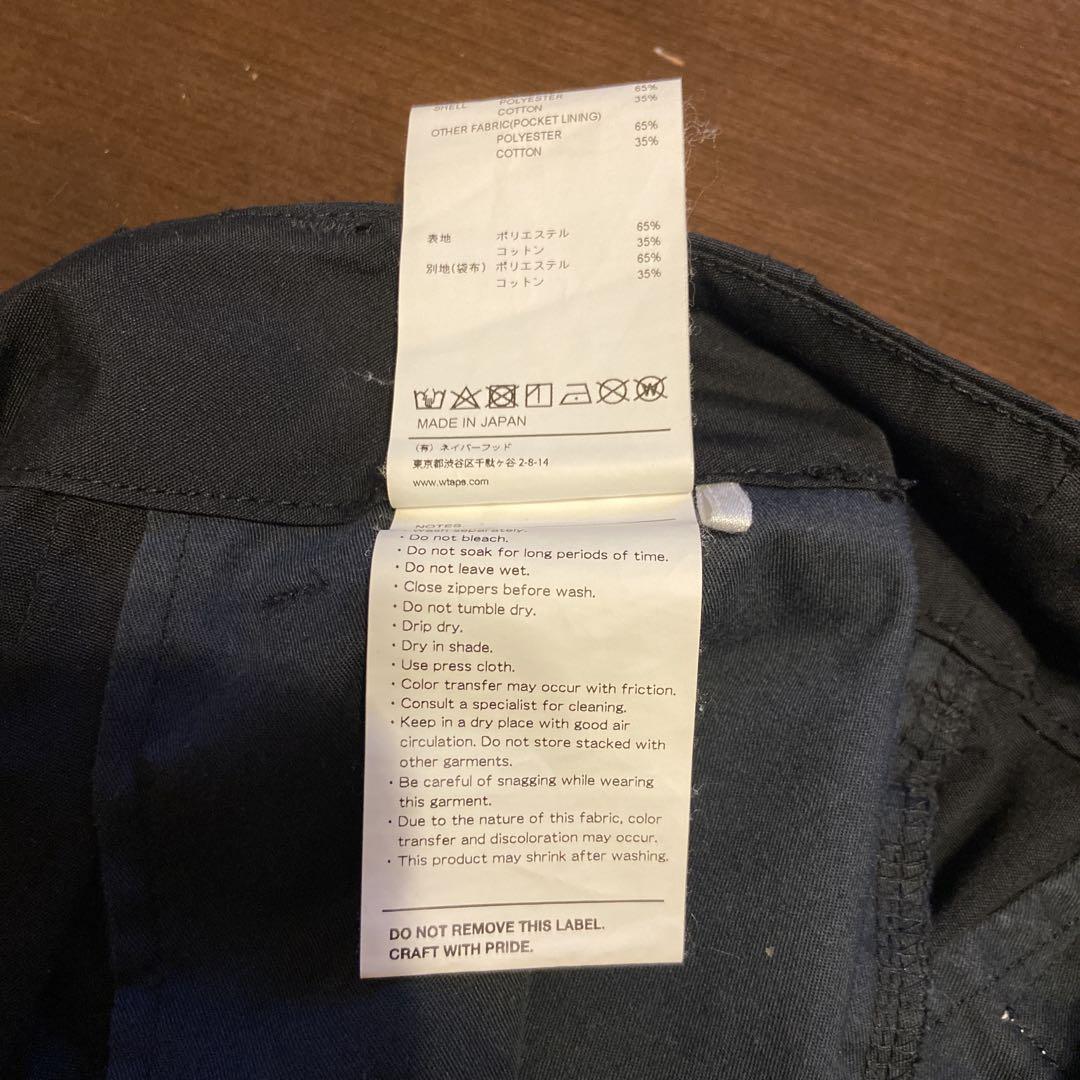 SHELL POLYESTER 65%
COTTON 35%
OTHER FABRIC(POCKET LINING)
POLYESTER 65%
COTTON 35%
表地 ポリエステル 65%
コットン 35%
別地(袋布) ポリエステル 65%
コットン 35%
W
MADE IN JAPAN
(有) ネイバーフッド
東京都渋谷区千駄ヶ谷 2-8-14
www.wtaps.com
NOTES
· Wash separately.
· Do not bleach.
· Do not soak for long periods of time.
· Do not leave wet.
· Close zippers before wash.
· Do not tumble dry.
· Drip dry.
· Dry in shade.
· Use press cloth.
· Color transfer may occur with friction.
· Consult a specialist for cleaning.
· Keep in a dry place with good air
circulation. Do not store stacked with
other garments.
· Be careful of snagging while wearing
this garment.
· Due to the nature of this fabric, color
transfer and discoloration may occur.
· This product may shrink after washing.
DO NOT REMOVE THIS LABEL.
CRAFT WITH PRIDE.